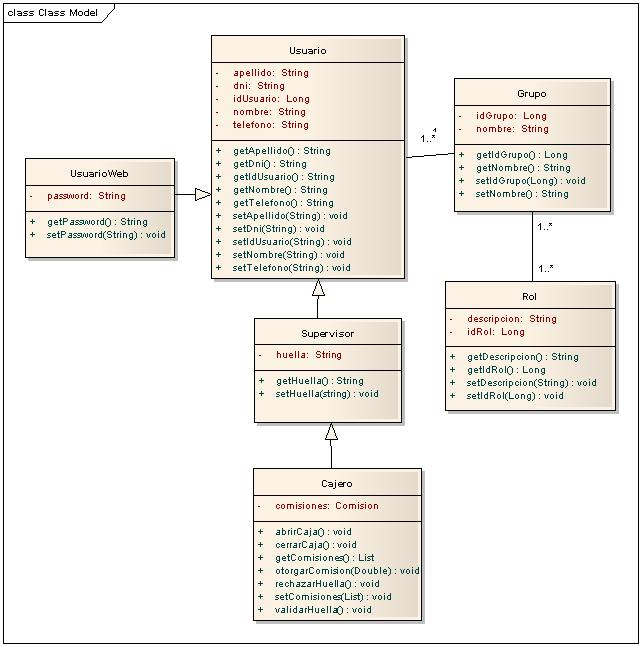 class Class Model
Usuario
- apellido: String
- dni: String
- idUsuario: Long
- nombre: String
- telefono: String
+ getApellido() : String
+ getDni() : String
+ getIdUsuario() : String
+ getNombre() : String
+ getTelefono() : String
+ setApellido(String) : void
+ setDni(String) : void
+ setIdUsuario(String) : void
+ setNombre(String) : void
+ setTelefono(String) : void
1..*
1
Grupo
- idGrupo: Long
- nombre: String
+ getIdGrupo() : Long
+ getNombre() : String
+ setIdGrupo(Long) : void
+ setNombre() : String
UsuarioWeb
- password: String
+ getPassword() : String
+ setPassword(String) : void
1..*
1..*
Rol
- descripcion: String
- idRol: Long
+ getDescripcion() : String
+ getIdRol() : Long
+ setDescripcion(String) : void
+ setIdRol(Long) : void
Supervisor
- huella: String
+ getHuella() : String
+ setHuella(string) : void
Cajero
- comisiones: Comision
+ abrirCaja() : void
+ cerrarCaja() : void
+ getComisiones() : List
+ otorgarComision(Double) : void
+ rechazarHuella() : void
+ setComisiones(List) : void
+ validarHuella() : void